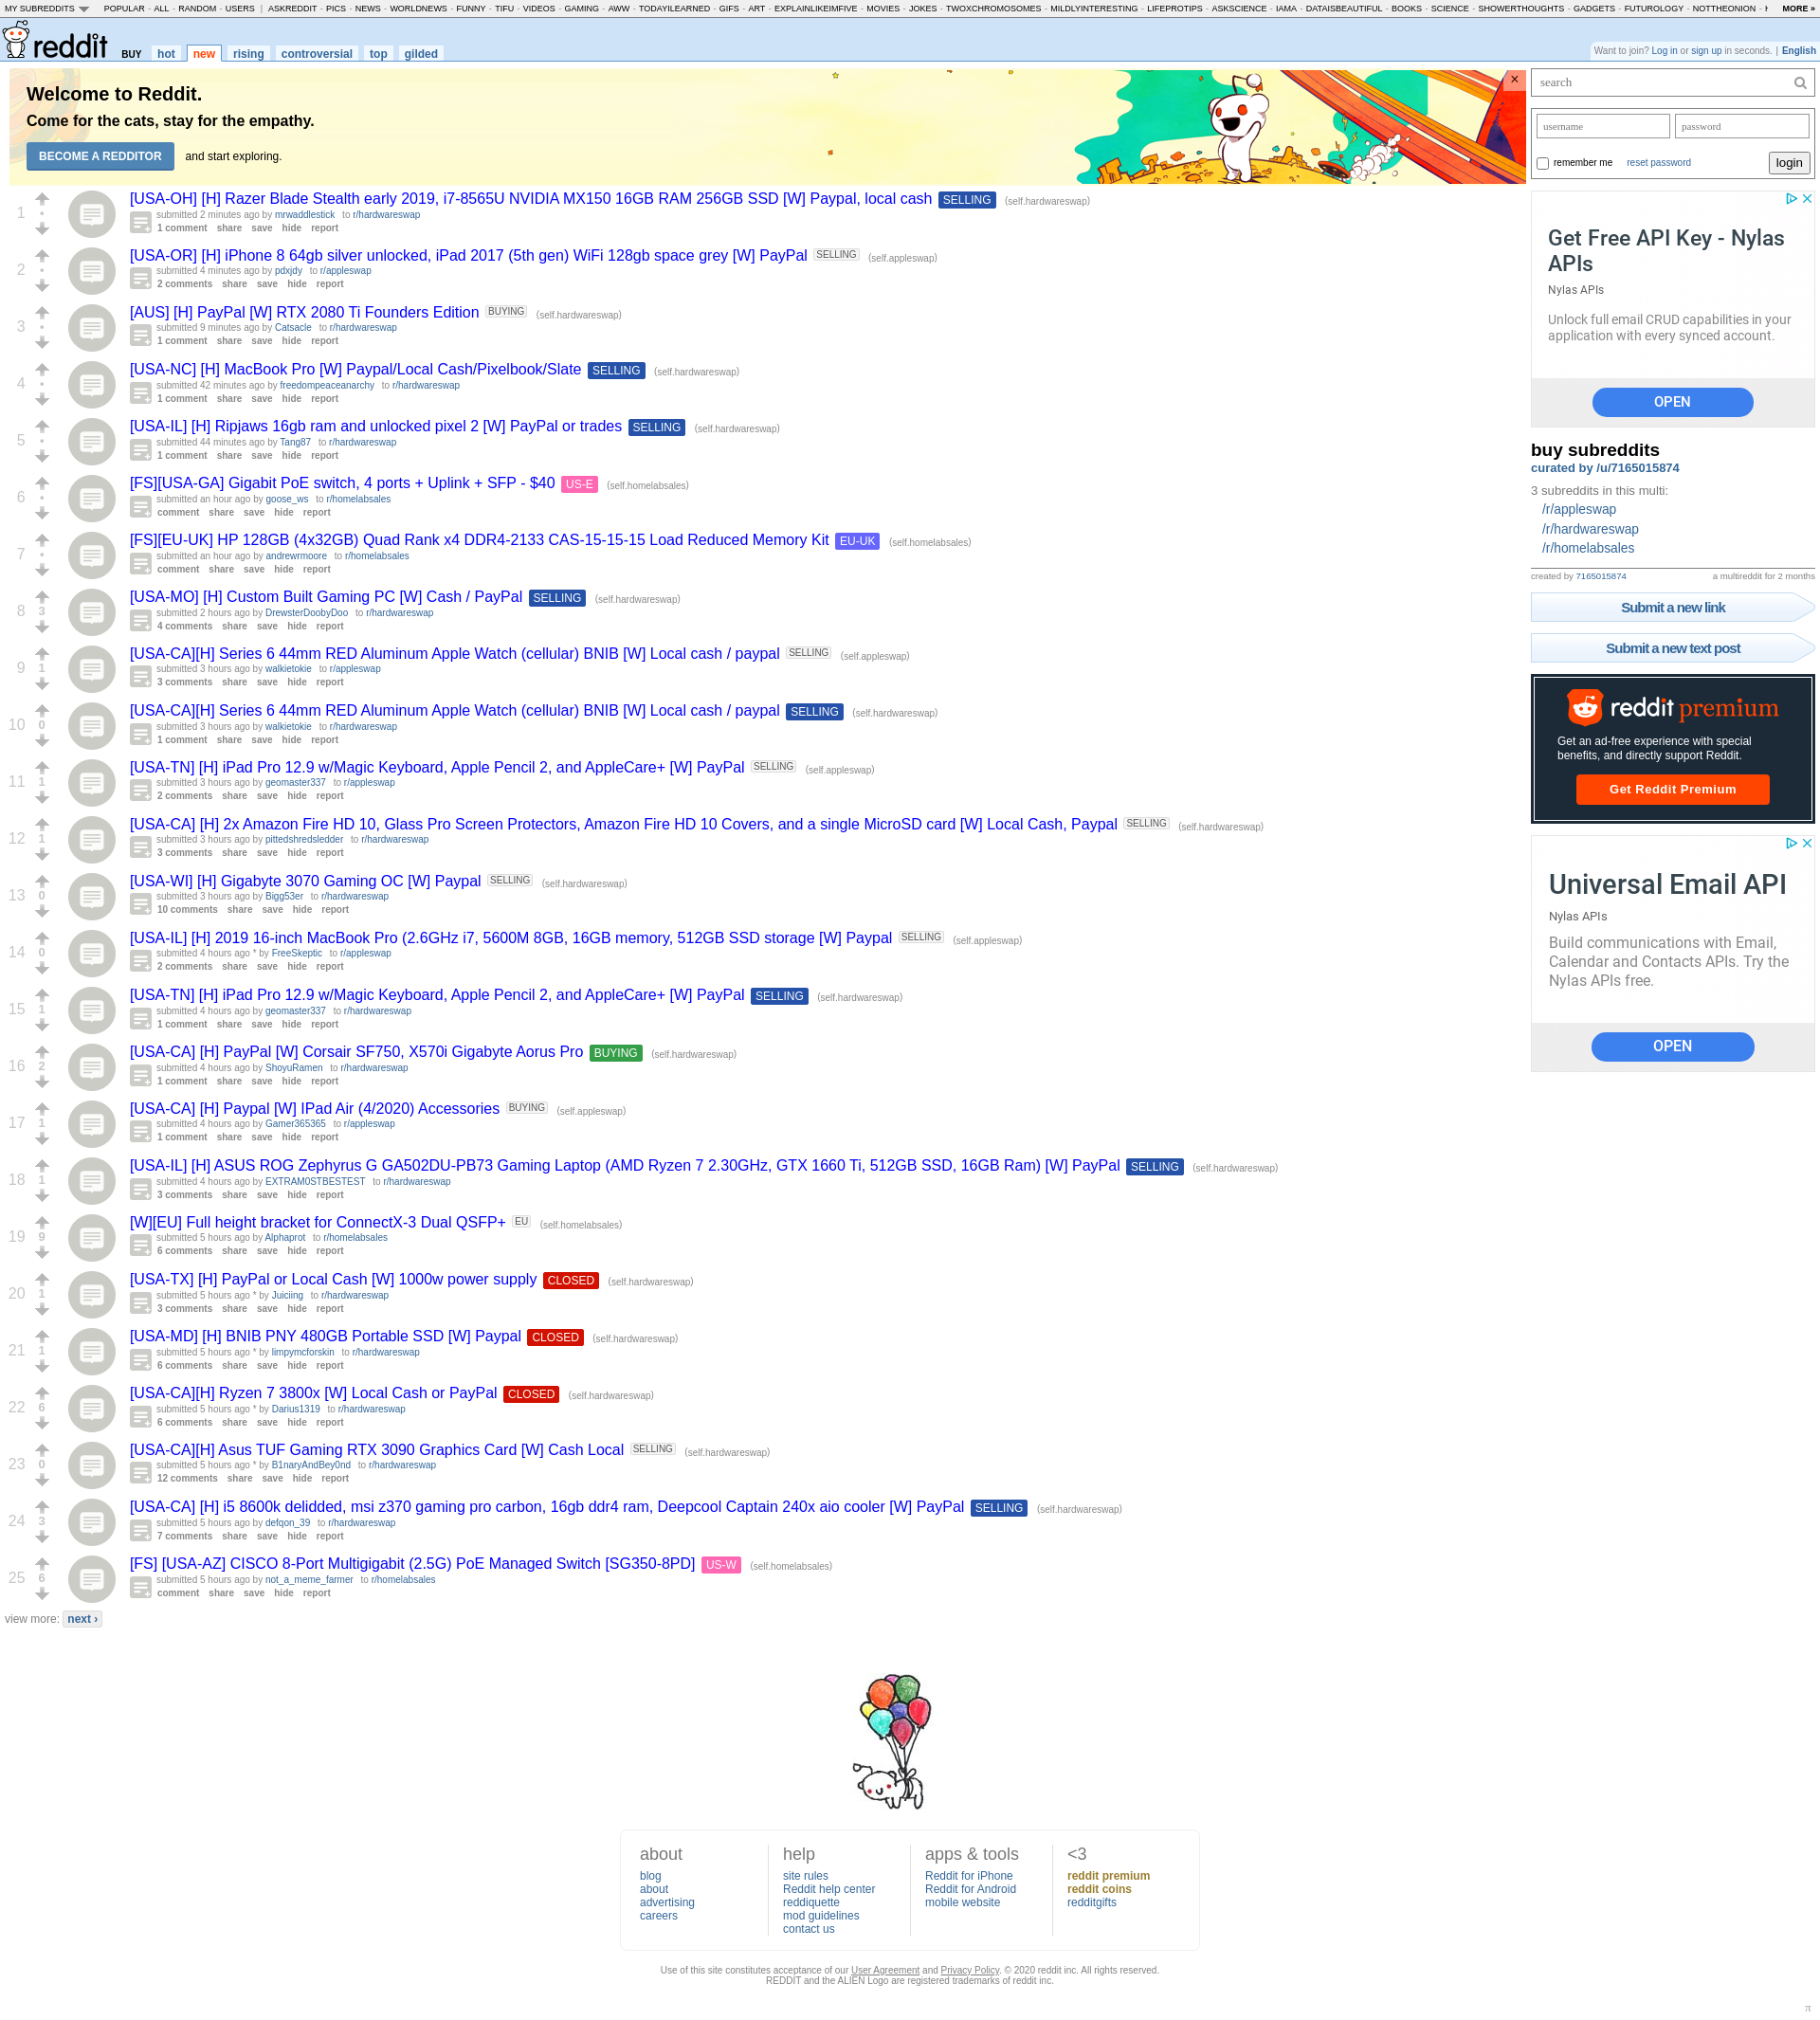 MY SUBREDDITS POPULAR - ALL - RANDOM - USERS | ASKREDDIT - PICS - NEWS - WORLDNEWS - FUNNY - TIFU - VIDEOS - GAMING - AWW - TODAYILEARNED - GIFS - ART - EXPLAINLIKEIMFIVE - MOVIES - JOKES - TWOXCHROMOSOMES - MILDLYINTERESTING - LIFEPROTIPS - ASKSCIENCE - IAMA - DATAISBEAUTIFUL - BOOKS - SCIENCE - SHOWERTHOUGHTS - GADGETS - FUTUROLOGY - NOTTHEONION - MORE »
reddit BUY hot new rising controversial top gilded
Want to join? Log in or sign up in seconds. | English
Welcome to Reddit.
Come for the cats, stay for the empathy.
BECOME A REDDITOR and start exploring.
×
1
[USA-OH] [H] Razer Blade Stealth early 2019, i7-8565U NVIDIA MX150 16GB RAM 256GB SSD [W] Paypal, local cash SELLING (self.hardwareswap)
submitted 2 minutes ago by mrwaddlestick to r/hardwareswap
1 comment share save hide report
2
[USA-OR] [H] iPhone 8 64gb silver unlocked, iPad 2017 (5th gen) WiFi 128gb space grey [W] PayPal SELLING (self.appleswap)
submitted 4 minutes ago by pdxjdy to r/appleswap
2 comments share save hide report
3
[AUS] [H] PayPal [W] RTX 2080 Ti Founders Edition BUYING (self.hardwareswap)
submitted 9 minutes ago by Catsacle to r/hardwareswap
1 comment share save hide report
4
[USA-NC] [H] MacBook Pro [W] Paypal/Local Cash/Pixelbook/Slate SELLING (self.hardwareswap)
submitted 42 minutes ago by freedompeaceanarchy to r/hardwareswap
1 comment share save hide report
5
[USA-IL] [H] Ripjaws 16gb ram and unlocked pixel 2 [W] PayPal or trades SELLING (self.hardwareswap)
submitted 44 minutes ago by Tang87 to r/hardwareswap
1 comment share save hide report
6
[FS][USA-GA] Gigabit PoE switch, 4 ports + Uplink + SFP - $40 US-E (self.homelabsales)
submitted an hour ago by goose_ws to r/homelabsales
comment share save hide report
7
[FS][EU-UK] HP 128GB (4x32GB) Quad Rank x4 DDR4-2133 CAS-15-15-15 Load Reduced Memory Kit EU-UK (self.homelabsales)
submitted an hour ago by andrewrmoore to r/homelabsales
comment share save hide report
8 3
[USA-MO] [H] Custom Built Gaming PC [W] Cash / PayPal SELLING (self.hardwareswap)
submitted 2 hours ago by DrewsterDoobyDoo to r/hardwareswap
4 comments share save hide report
9 1
[USA-CA][H] Series 6 44mm RED Aluminum Apple Watch (cellular) BNIB [W] Local cash / paypal SELLING (self.appleswap)
submitted 3 hours ago by walkietokie to r/appleswap
3 comments share save hide report
10 0
[USA-CA][H] Series 6 44mm RED Aluminum Apple Watch (cellular) BNIB [W] Local cash / paypal SELLING (self.hardwareswap)
submitted 3 hours ago by walkietokie to r/hardwareswap
1 comment share save hide report
11 1
[USA-TN] [H] iPad Pro 12.9 w/Magic Keyboard, Apple Pencil 2, and AppleCare+ [W] PayPal SELLING (self.appleswap)
submitted 3 hours ago by geomaster337 to r/appleswap
2 comments share save hide report
12 1
[USA-CA] [H] 2x Amazon Fire HD 10, Glass Pro Screen Protectors, Amazon Fire HD 10 Covers, and a single MicroSD card [W] Local Cash, Paypal SELLING (self.hardwareswap)
submitted 3 hours ago by pittedshredsledder to r/hardwareswap
3 comments share save hide report
13 0
[USA-WI] [H] Gigabyte 3070 Gaming OC [W] Paypal SELLING (self.hardwareswap)
submitted 3 hours ago by Bigg53er to r/hardwareswap
10 comments share save hide report
14 0
[USA-IL] [H] 2019 16-inch MacBook Pro (2.6GHz i7, 5600M 8GB, 16GB memory, 512GB SSD storage [W] Paypal SELLING (self.appleswap)
submitted 4 hours ago * by FreeSkeptic to r/appleswap
2 comments share save hide report
15 1
[USA-TN] [H] iPad Pro 12.9 w/Magic Keyboard, Apple Pencil 2, and AppleCare+ [W] PayPal SELLING (self.hardwareswap)
submitted 4 hours ago by geomaster337 to r/hardwareswap
1 comment share save hide report
16 2
[USA-CA] [H] PayPal [W] Corsair SF750, X570i Gigabyte Aorus Pro BUYING (self.hardwareswap)
submitted 4 hours ago by ShoyuRamen to r/hardwareswap
1 comment share save hide report
17 1
[USA-CA] [H] Paypal [W] IPad Air (4/2020) Accessories BUYING (self.appleswap)
submitted 4 hours ago by Gamer365365 to r/appleswap
1 comment share save hide report
18 1
[USA-IL] [H] ASUS ROG Zephyrus G GA502DU-PB73 Gaming Laptop (AMD Ryzen 7 2.30GHz, GTX 1660 Ti, 512GB SSD, 16GB Ram) [W] PayPal SELLING (self.hardwareswap)
submitted 4 hours ago by EXTRAM0STBESTEST to r/hardwareswap
3 comments share save hide report
19 9
[W][EU] Full height bracket for ConnectX-3 Dual QSFP+ EU (self.homelabsales)
submitted 5 hours ago by Alphaprot to r/homelabsales
6 comments share save hide report
20 1
[USA-TX] [H] PayPal or Local Cash [W] 1000w power supply CLOSED (self.hardwareswap)
submitted 5 hours ago * by Juiciing to r/hardwareswap
3 comments share save hide report
21 1
[USA-MD] [H] BNIB PNY 480GB Portable SSD [W] Paypal CLOSED (self.hardwareswap)
submitted 5 hours ago * by limpymcforskin to r/hardwareswap
6 comments share save hide report
22 6
[USA-CA][H] Ryzen 7 3800x [W] Local Cash or PayPal CLOSED (self.hardwareswap)
submitted 5 hours ago * by Darius1319 to r/hardwareswap
6 comments share save hide report
23 0
[USA-CA][H] Asus TUF Gaming RTX 3090 Graphics Card [W] Cash Local SELLING (self.hardwareswap)
submitted 5 hours ago * by B1naryAndBey0nd to r/hardwareswap
12 comments share save hide report
24 3
[USA-CA] [H] i5 8600k delidded, msi z370 gaming pro carbon, 16gb ddr4 ram, Deepcool Captain 240x aio cooler [W] PayPal SELLING (self.hardwareswap)
submitted 5 hours ago by defqon_39 to r/hardwareswap
7 comments share save hide report
25 6
[FS] [USA-AZ] CISCO 8-Port Multigigabit (2.5G) PoE Managed Switch [SG350-8PD] US-W (self.homelabsales)
submitted 5 hours ago by not_a_meme_farmer to r/homelabsales
comment share save hide report
view more: next ›
search
username password
remember me reset password login
Get Free API Key - Nylas
APIs
Nylas APIs
Unlock full email CRUD capabilities in your
application with every synced account.
OPEN
buy subreddits
curated by /u/7165015874
3 subreddits in this multi:
/r/appleswap
/r/hardwareswap
/r/homelabsales
created by 7165015874 a multireddit for 2 months
Submit a new link
Submit a new text post
reddit premium
Get an ad-free experience with special
benefits, and directly support Reddit.
Get Reddit Premium
Universal Email API
Nylas APIs
Build communications with Email,
Calendar and Contacts APIs. Try the
Nylas APIs free.
OPEN
about
blog
about
advertising
careers
help
site rules
Reddit help center
reddiquette
mod guidelines
contact us
apps & tools
Reddit for iPhone
Reddit for Android
mobile website
<3
reddit premium
reddit coins
redditgifts
Use of this site constitutes acceptance of our User Agreement and Privacy Policy. © 2020 reddit inc. All rights reserved.
REDDIT and the ALIEN Logo are registered trademarks of reddit inc.
π